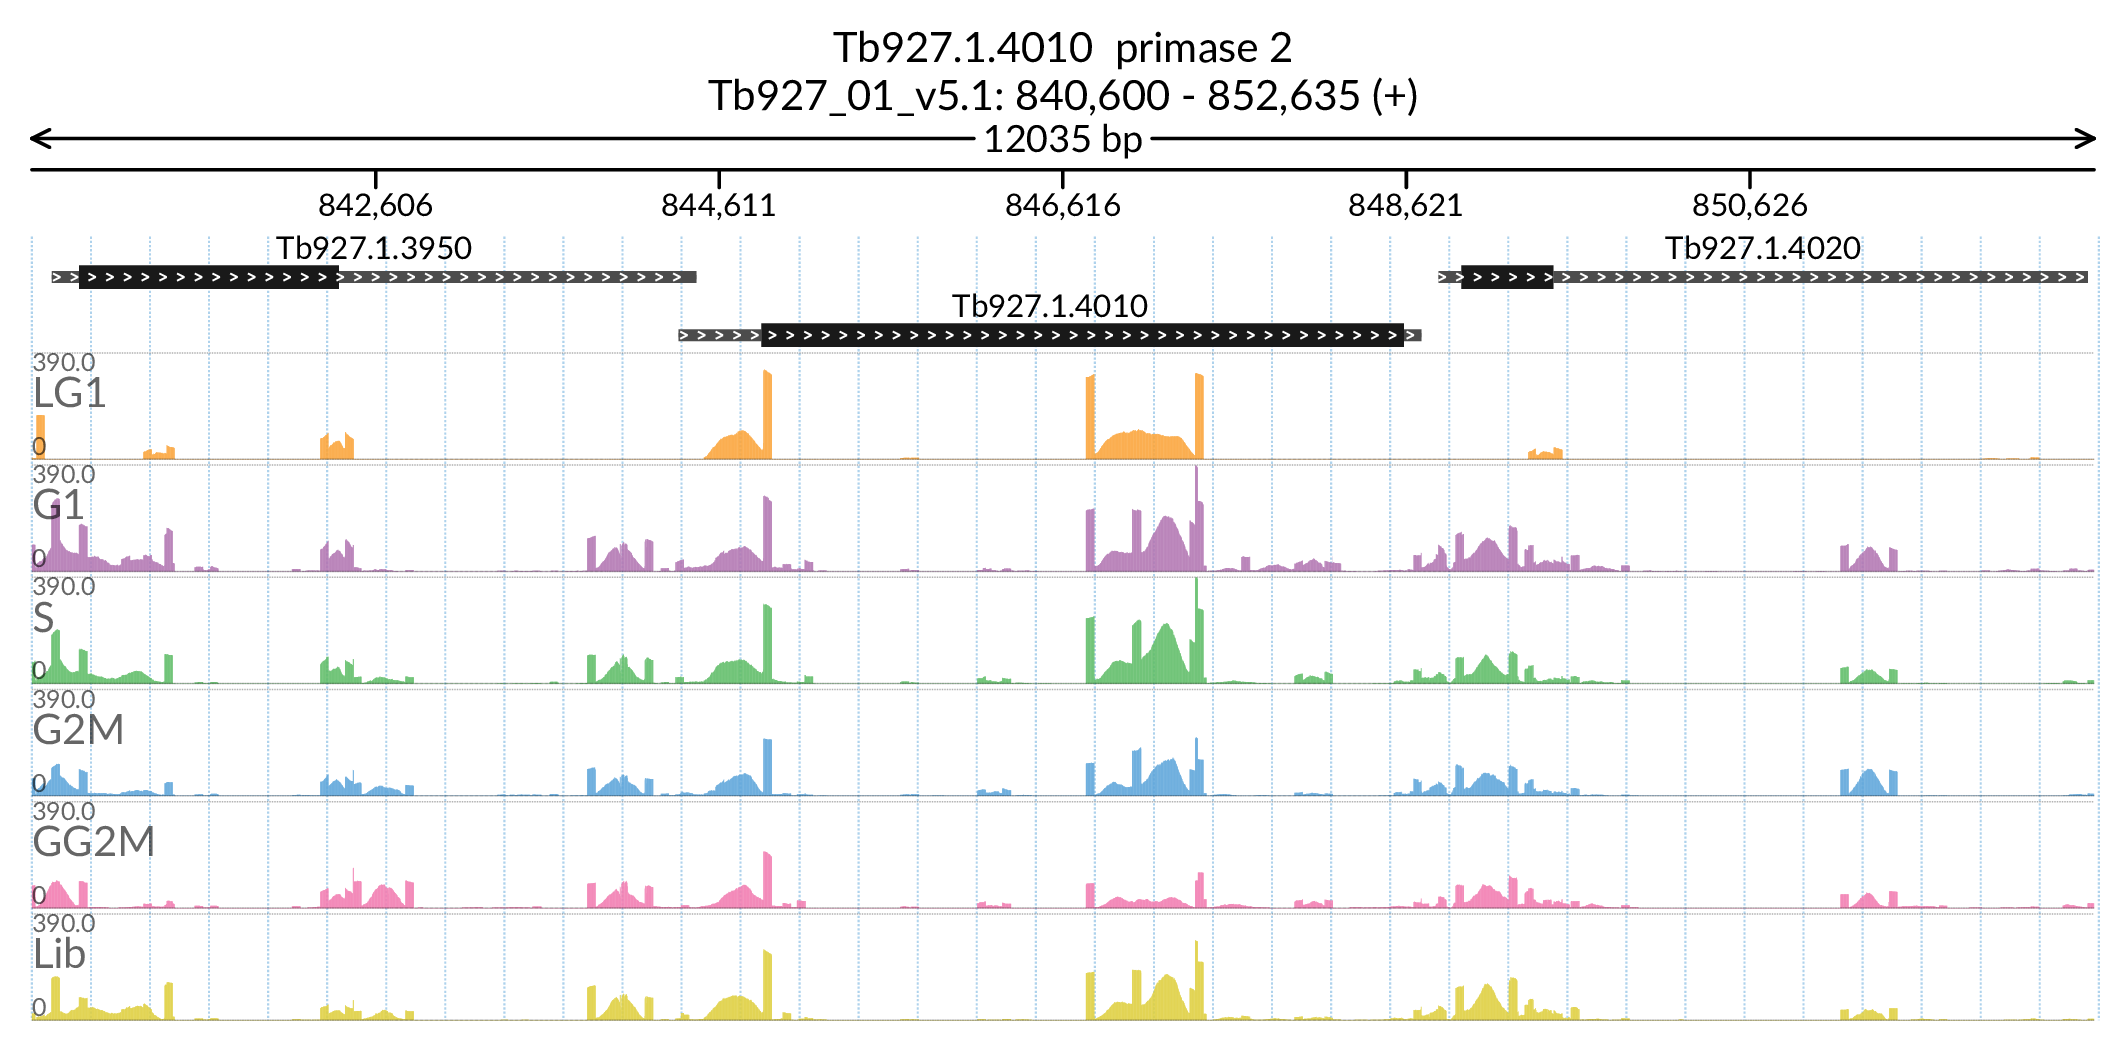 Tb927.1.4010  primase 2
Tb927_01_v5.1: 840,600 - 852,635 (+)
12035 bp
842,606 844,611 846,616 848,621 850,626
Tb927.1.3950 Tb927.1.4020
Tb927.1.4010
390.0
LG1
0
390.0
G1
0
390.0
S
0
390.0
G2M
0
390.0
GG2M
0
390.0
Lib
0